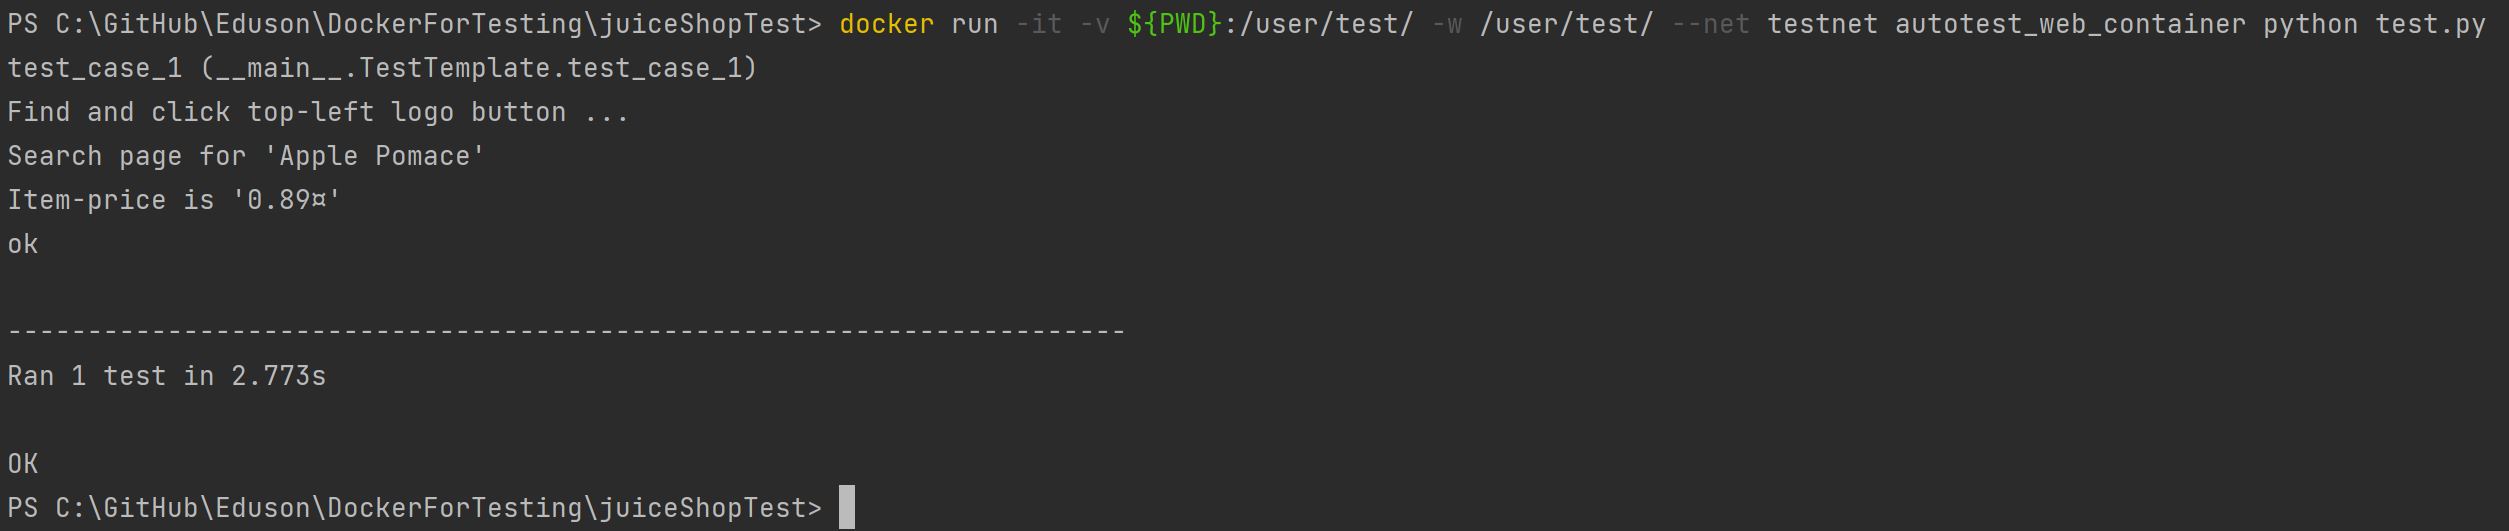 PS C:\GitHub\Eduson\DockerForTesting\juiceShopTest> docker run -it -v ${PWD}:/user/test/ -w /user/test/ --net testnet autotest_web_container python test.py
test_case_1 (__main__.TestTemplate.test_case_1)
Find and click top-left logo button ...
Search page for 'Apple Pomace'
Item-price is '0.89¤'
ok
----------------------------------------------------------------------
Ran 1 test in 2.773s
OK
PS C:\GitHub\Eduson\DockerForTesting\juiceShopTest>